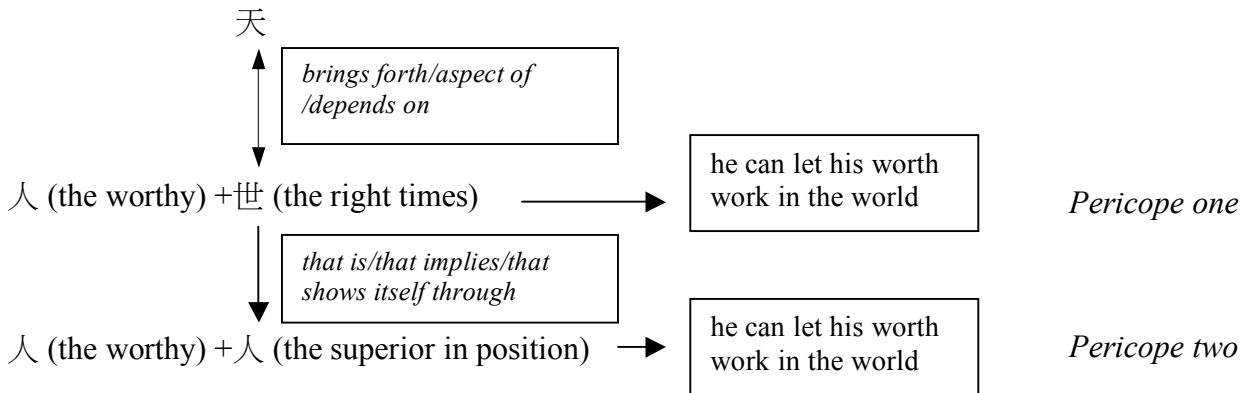 天
brings forth/aspect of
/depends on
he can let his worth
work in the world
人 (the worthy) +世 (the right times)
Pericope one
that is/that implies/that
shows itself through
he can let his worth
work in the world
人 (the worthy) +人 (the superior in position)
Pericope two